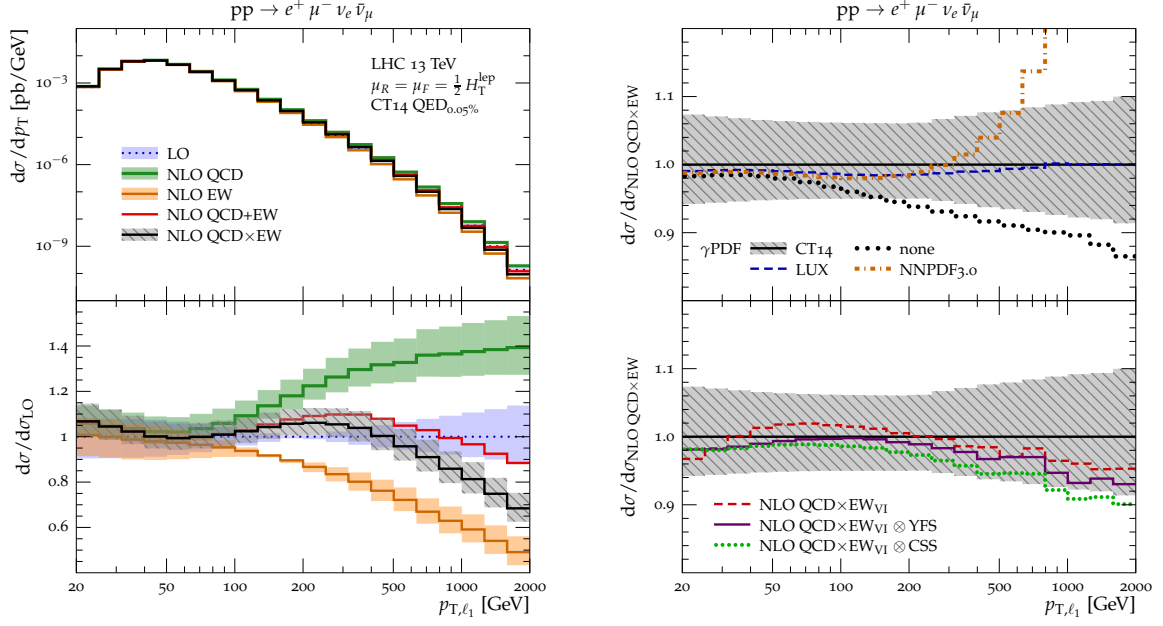 pp → e⁺ μ⁻ νₑ ν̄_μ
dσ/dp_T [pb/GeV]
10⁻³
10⁻⁶
10⁻⁹
LHC 13 TeV
μ_R = μ_F = ½ H_T^lep
CT14 QED₀.₀₅%
LO
NLO QCD
NLO EW
NLO QCD+EW
NLO QCD×EW
dσ/dσ_LO
1.4
1.2
1
0.8
0.6
20 50 100 200 500 1000 2000
p_T,ℓ₁ [GeV]
pp → e⁺ μ⁻ νₑ ν̄_μ
dσ/dσ_NLO QCD×EW
1.1
1.0
0.9
γPDF CT14 none
LUX NNPDF3.0
dσ/dσ_NLO QCD×EW
1.1
1.0
0.9
NLO QCD×EW_VI
NLO QCD×EW_VI ⊗ YFS
NLO QCD×EW_VI ⊗ CSS
20 50 100 200 500 1000 2000
p_T,ℓ₁ [GeV]